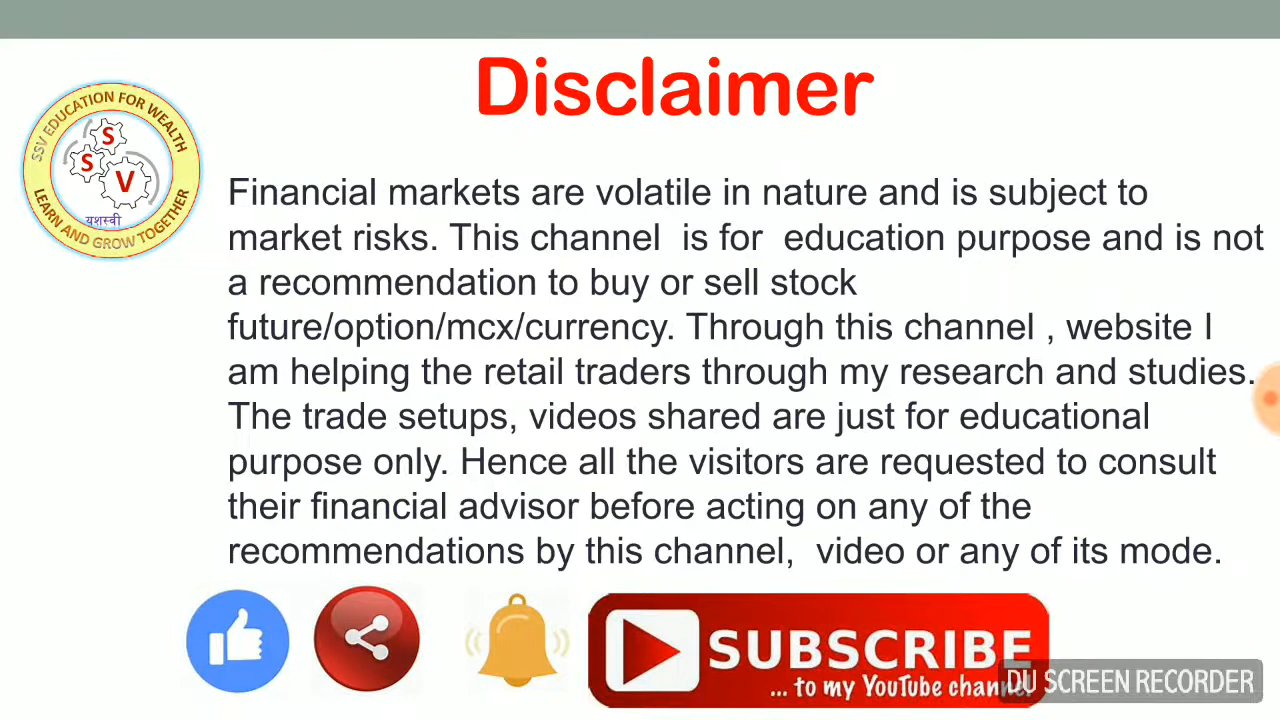 Disclaimer
SSV EDUCATION FOR WEALTH
S
S
V
यशस्वी
LEARN AND GROW TOGETHER
Financial markets are volatile in nature and is subject to
market risks. This channel is for education purpose and is not
a recommendation to buy or sell stock
future/option/mcx/currency. Through this channel , website I
am helping the retail traders through my research and studies.
The trade setups, videos shared are just for educational
purpose only. Hence all the visitors are requested to consult
their financial advisor before acting on any of the
recommendations by this channel, video or any of its mode.
SUBSCRIBE
... to my YouTube channel
DU SCREEN RECORDER